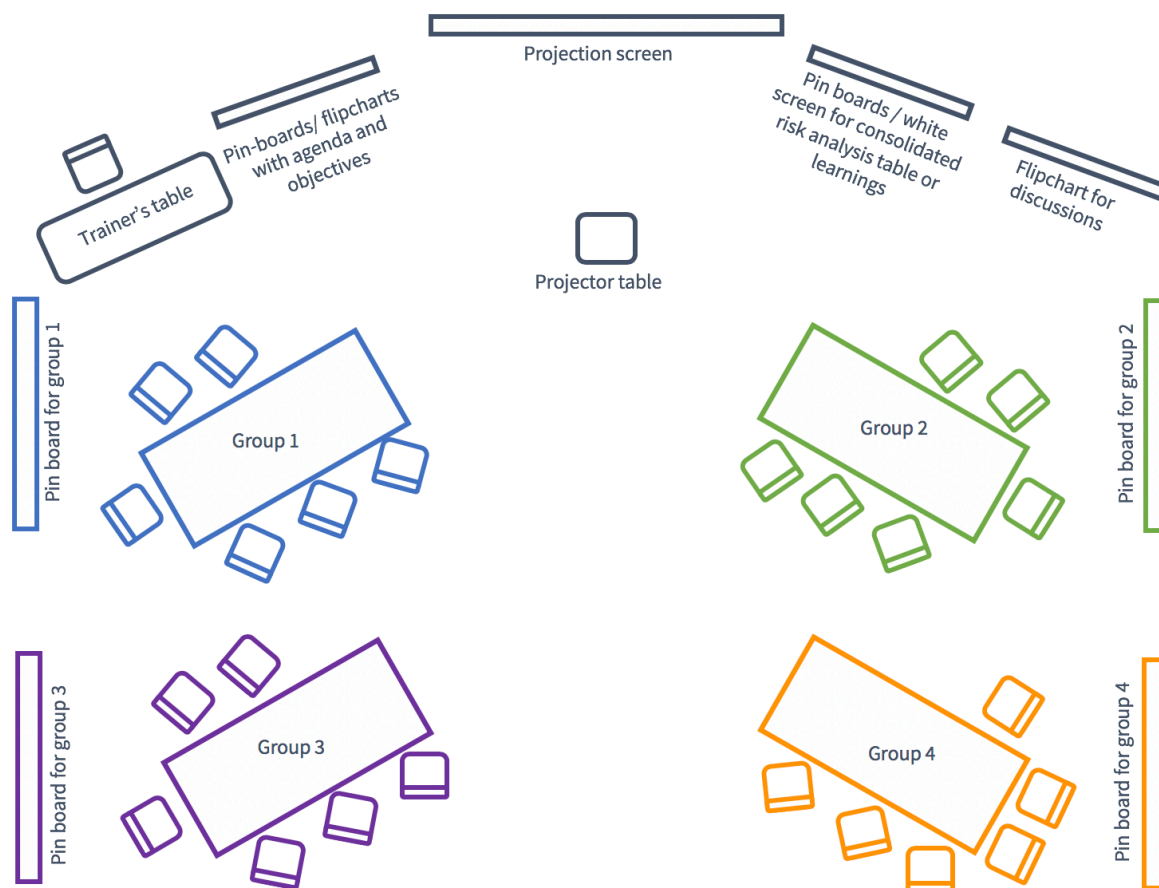 Projection screen
Pin-boards/ flipcharts
with agenda and
objectives
Pin boards / white
screen for consolidated
risk analysis table or
learnings
Flipchart for
discussions
Trainer's table
Projector table
Pin board for group 1
Group 1
Group 2
Pin board for group 2
Pin board for group 3
Group 3
Group 4
Pin board for group 4